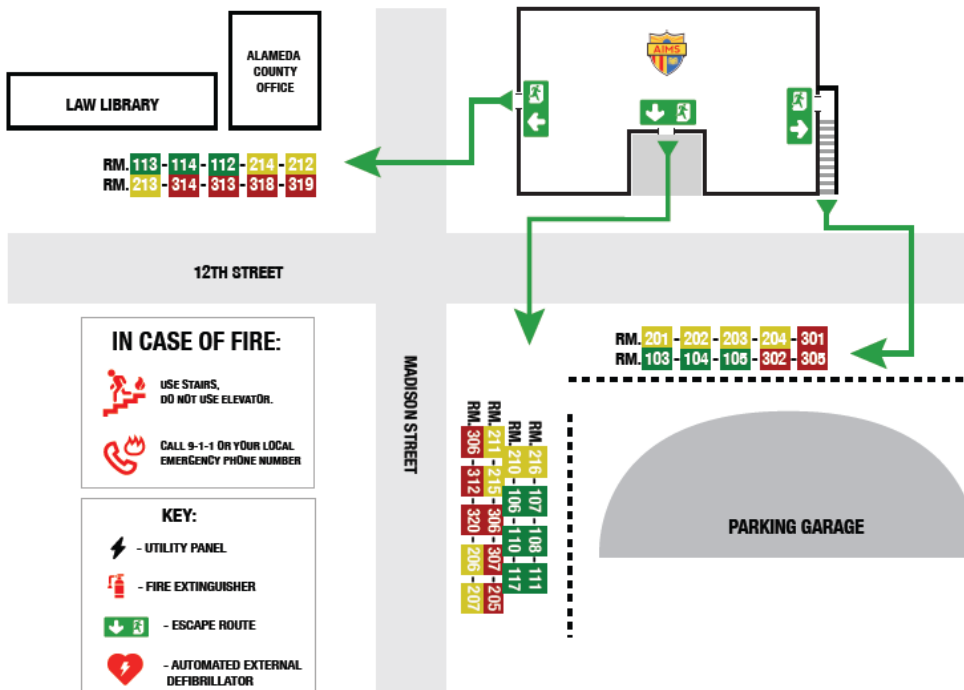 LAW LIBRARY
ALAMEDA
COUNTY
OFFICE
AIMS
RM. 113 - 114 - 112 - 214 - 212
RM. 213 - 314 - 313 - 318 - 319
12TH STREET
MADISON STREET
RM. 201 - 202 - 203 - 204 - 301
RM. 103 - 104 - 105 - 302 - 305
RM. 216 - 107 - 108 - 111
RM. 210 - 106 - 110 - 117
RM. 211 - 215 - 306 - 307 - 205
RM. 306 - 312 - 320 - 206 - 207
PARKING GARAGE
IN CASE OF FIRE:
USE STAIRS,
DO NOT USE ELEVATOR.
CALL 9-1-1 OR YOUR LOCAL
EMERGENCY PHONE NUMBER
KEY:
- UTILITY PANEL
- FIRE EXTINGUISHER
- ESCAPE ROUTE
- AUTOMATED EXTERNAL
DEFIBRILLATOR